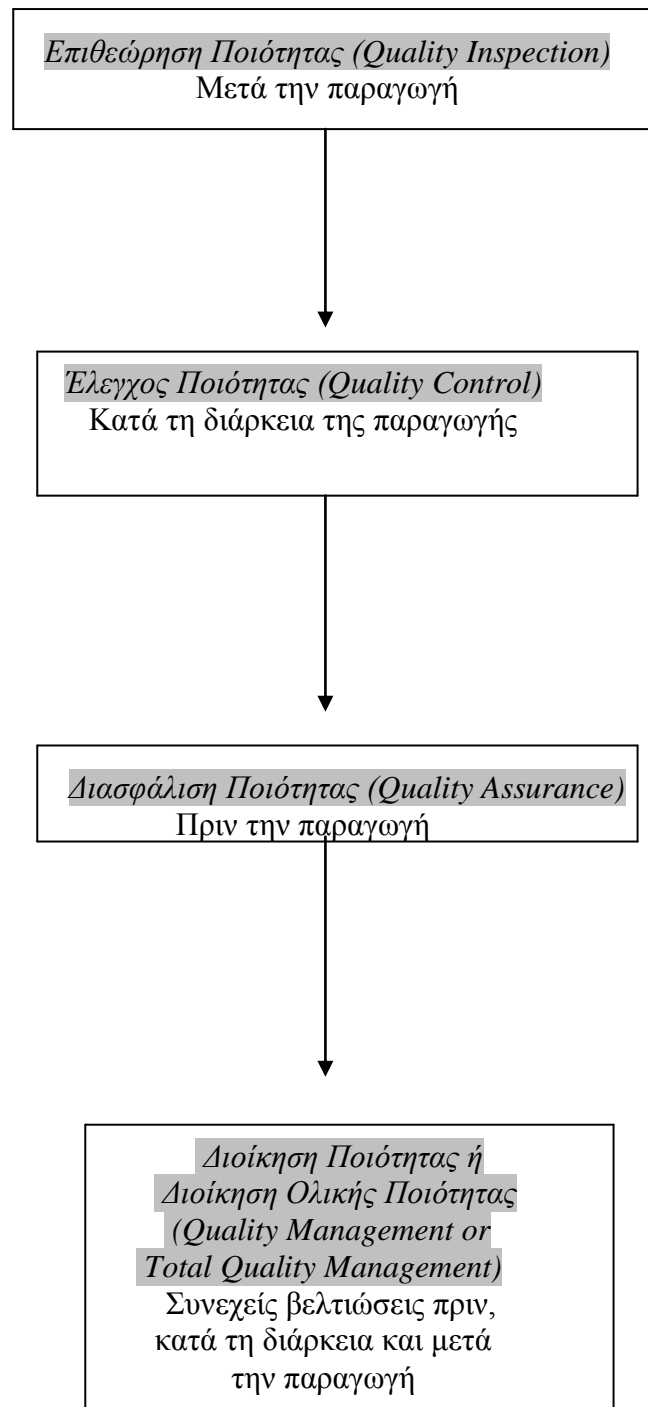 Επιθεώρηση Ποιότητας (Quality Inspection)
Μετά την παραγωγή
Έλεγχος Ποιότητας (Quality Control)
Κατά τη διάρκεια της παραγωγής
Διασφάλιση Ποιότητας (Quality Assurance)
Πριν την παραγωγή
Διοίκηση Ποιότητας ή
Διοίκηση Ολικής Ποιότητας
(Quality Management or
Total Quality Management)
Συνεχείς βελτιώσεις πριν,
κατά τη διάρκεια και μετά
την παραγωγή